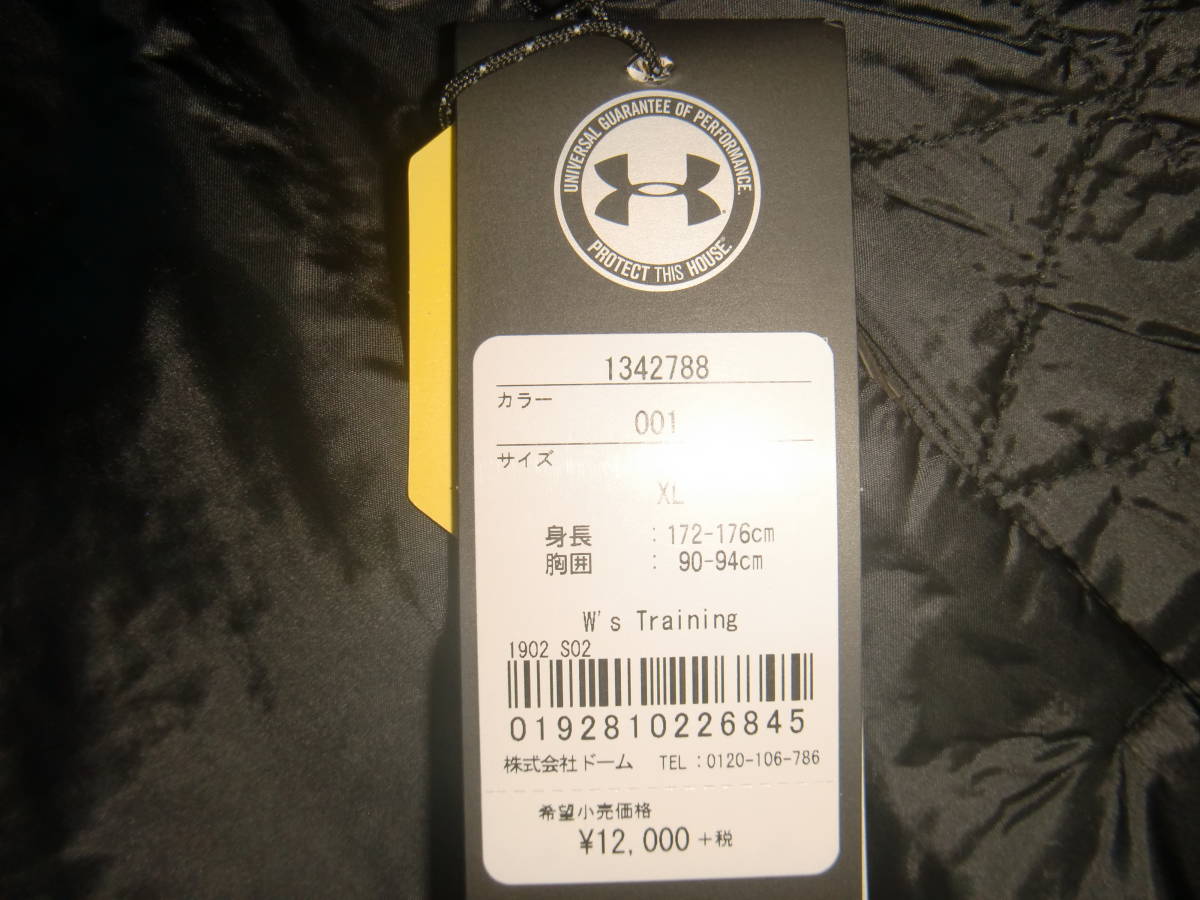 UNIVERSAL GUARANTEE OF PERFORMANCE.
PROTECT THIS HOUSE®
1342788
カラー
001
サイズ
XL
身長 : 172-176cm
胸囲 : 90-94cm
W's Training
1902 S02
0192810226845
株式会社ドーム TEL:0120-106-786
希望小売価格
¥12,000+税